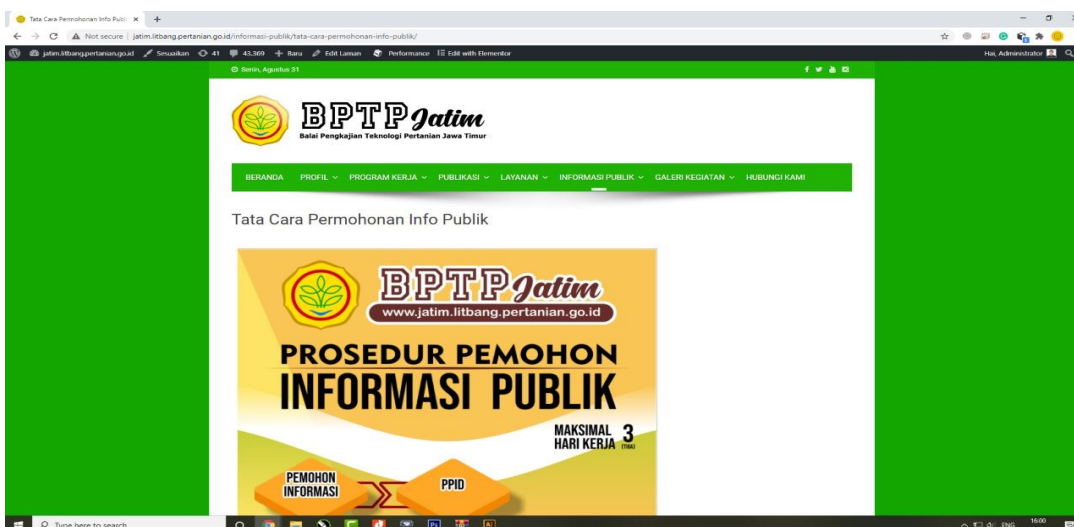 Tata Cara Permohonan Info Publi
Not secure | jatim.litbang.pertanian.go.id/informasi-publik/tata-cara-permohonan-info-publik/
jatim.litbang.pertanian.go.id Sesuaikan 41 43.369 Baru Edit Laman Performance Edit with Elementor Hai, Administrator
Senin, Agustus 31
BPTP Jatim
Balai Pengkajian Teknologi Pertanian Jawa Timur
BERANDA PROFIL PROGRAM KERJA PUBLIKASI LAYANAN INFORMASI PUBLIK GALERI KEGIATAN HUBUNGI KAMI
Tata Cara Permohonan Info Publik
BPTP Jatim
www.jatim.litbang.pertanian.go.id
PROSEDUR PEMOHON
INFORMASI PUBLIK
MAKSIMAL 3
HARI KERJA (TIGA)
PEMOHON
INFORMASI
PPID
Type here to search
ENG 16.00